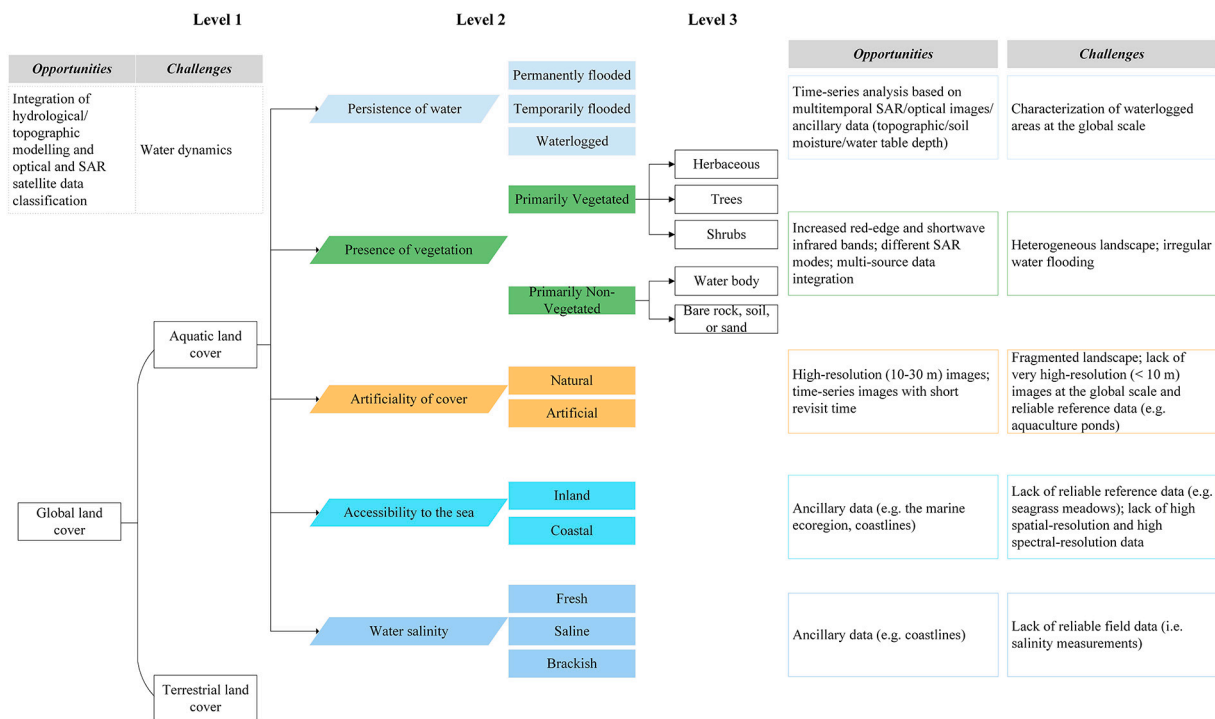 Level 1
Level 2
Level 3
Opportunities
Challenges
Integration of
hydrological/
topographic
modelling and
optical and SAR
satellite data
classification
Water dynamics
Global land
cover
Aquatic land
cover
Terrestrial land
cover
Persistence of water
Permanently flooded
Temporarily flooded
Waterlogged
Presence of vegetation
Primarily Vegetated
Herbaceous
Trees
Shrubs
Primarily Non-
Vegetated
Water body
Bare rock, soil,
or sand
Artificiality of cover
Natural
Artificial
Accessibility to the sea
Inland
Coastal
Water salinity
Fresh
Saline
Brackish
Opportunities
Challenges
Time-series analysis based on
multitemporal SAR/optical images/
ancillary data (topographic/soil
moisture/water table depth)
Characterization of waterlogged
areas at the global scale
Increased red-edge and shortwave
infrared bands; different SAR
modes; multi-source data
integration
Heterogeneous landscape; irregular
water flooding
High-resolution (10-30 m) images;
time-series images with short
revisit time
Fragmented landscape; lack of
very high-resolution (< 10 m)
images at the global scale and
reliable reference data (e.g.
aquaculture ponds)
Ancillary data (e.g. the marine
ecoregion, coastlines)
Lack of reliable reference data (e.g.
seagrass meadows); lack of high
spatial-resolution and high
spectral-resolution data
Ancillary data (e.g. coastlines)
Lack of reliable field data (i.e.
salinity measurements)